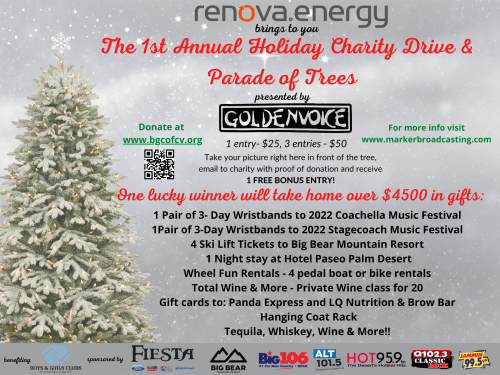 renova.energy
brings to you
The 1st Annual Holiday Charity Drive &
Parade of Trees
presented by
GOLDENVOICE
Donate at
www.bgcofcv.org
1 entry- $25, 3 entries - $50
For more info visit
www.markerbroadcasting.com
Take your picture right here in front of the tree,
email to charity with proof of donation and receive
1 FREE BONUS ENTRY!
One lucky winner will take home over $4500 in gifts:
1 Pair of 3- Day Wristbands to 2022 Coachella Music Festival
1Pair of 3-Day Wristbands to 2022 Stagecoach Music Festival
4 Ski Lift Tickets to Big Bear Mountain Resort
1 Night stay at Hotel Paseo Palm Desert
Wheel Fun Rentals - 4 pedal boat or bike rentals
Total Wine & More - Private Wine class for 20
Gift cards to: Panda Express and LQ Nutrition & Brow Bar
Hanging Coat Rack
Tequila, Whiskey, Wine & More!!
benefiting
BOYS & GIRLS CLUBS
sponsored by
FIESTA
BIG BEAR
Big106
ALT
101.5
HOT95.9
Q102.3
CLASSIC
ROCK
JAMMIN
99.5